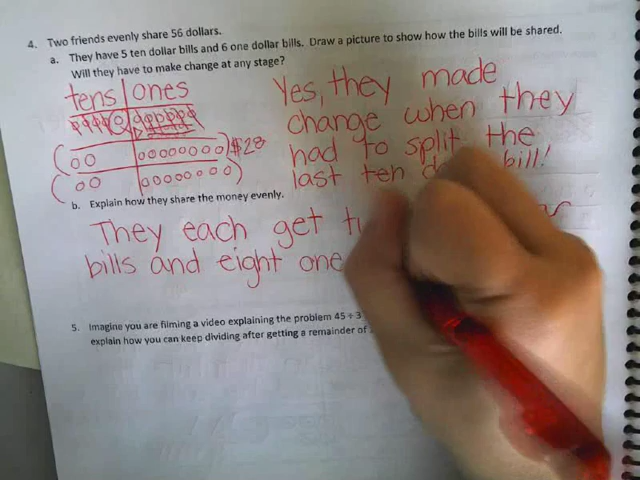 4. Two friends evenly share 56 dollars.
a. They have 5 ten dollar bills and 6 one dollar bills. Draw a picture to show how the bills will be shared.
Will they have to make change at any stage?
tens ones
$28
Yes, they made
change when they
had to split the
last ten bill!
b. Explain how they share the money evenly.
They each get
bills and eight one
5. Imagine you are filming a video explaining the problem 45 ÷ 3
explain how you can keep dividing after getting a remainder of